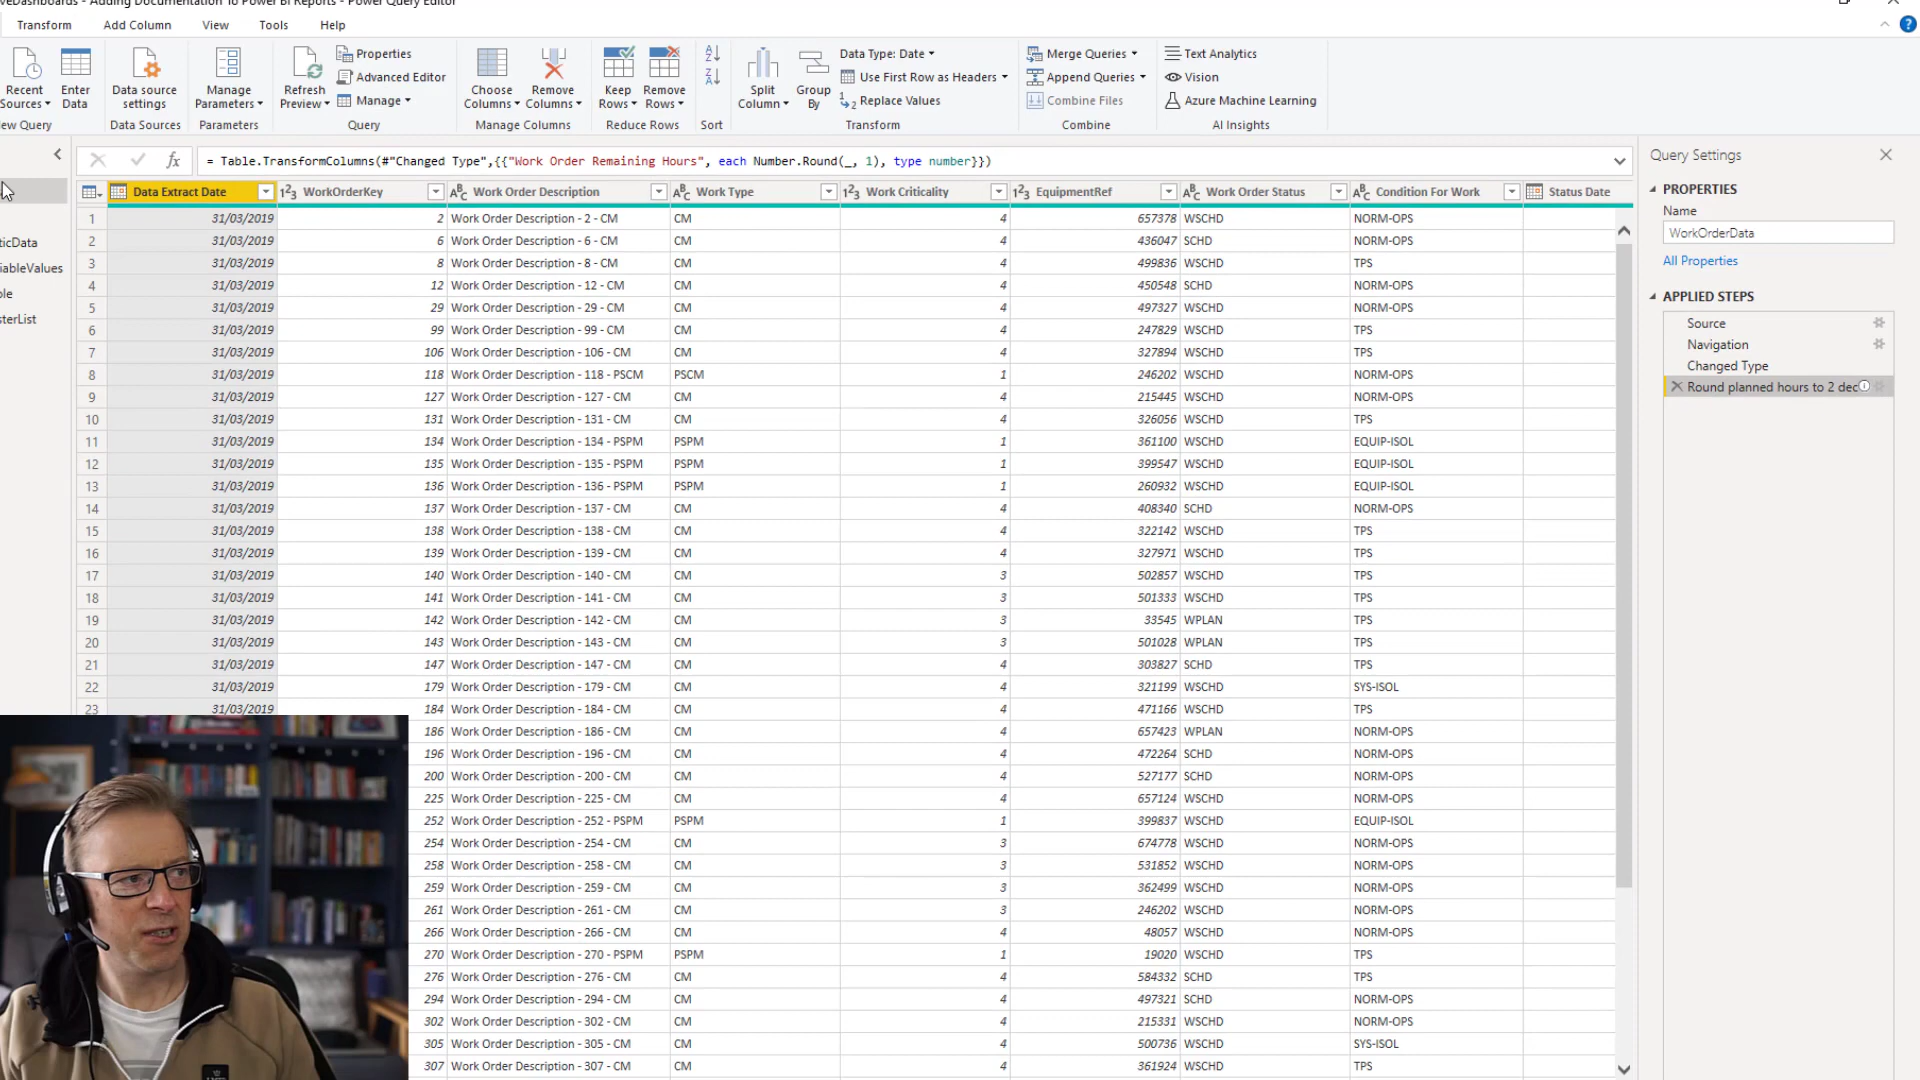 veDashboards - Adding Documentation To Power BI Reports - Power Query Editor
Transform Add Column View Tools Help
Recent Sources
Enter Data
Data source settings
Manage Parameters
Refresh Preview
Properties
Advanced Editor
Manage
Choose Columns
Remove Columns
Keep Rows
Remove Rows
Split Column
Group By
Data Type: Date
Use First Row as Headers
Replace Values
Merge Queries
Append Queries
Combine Files
Text Analytics
Vision
Azure Machine Learning
ew Query Data Sources Parameters Query Manage Columns Reduce Rows Sort Transform Combine AI Insights
= Table.TransformColumns(#"Changed Type",{{"Work Order Remaining Hours", each Number.Round(_, 1), type number}})
ticData
iableValues
ble
sterList
Data Extract Date WorkOrderKey Work Order Description Work Type Work Criticality EquipmentRef Work Order Status Condition For Work Status Date
1 31/03/2019 2 Work Order Description - 2 - CM CM 4 657378 WSCHD NORM-OPS
2 31/03/2019 6 Work Order Description - 6 - CM CM 4 436047 SCHD NORM-OPS
3 31/03/2019 8 Work Order Description - 8 - CM CM 4 499836 WSCHD TPS
4 31/03/2019 12 Work Order Description - 12 - CM CM 4 450548 SCHD NORM-OPS
5 31/03/2019 29 Work Order Description - 29 - CM CM 4 497327 WSCHD NORM-OPS
6 31/03/2019 99 Work Order Description - 99 - CM CM 4 247829 WSCHD TPS
7 31/03/2019 106 Work Order Description - 106 - CM CM 4 327894 WSCHD TPS
8 31/03/2019 118 Work Order Description - 118 - PSCM PSCM 1 246202 WSCHD NORM-OPS
9 31/03/2019 127 Work Order Description - 127 - CM CM 4 215445 WSCHD NORM-OPS
10 31/03/2019 131 Work Order Description - 131 - CM CM 4 326056 WSCHD TPS
11 31/03/2019 134 Work Order Description - 134 - PSPM PSPM 1 361100 WSCHD EQUIP-ISOL
12 31/03/2019 135 Work Order Description - 135 - PSPM PSPM 1 399547 WSCHD EQUIP-ISOL
13 31/03/2019 136 Work Order Description - 136 - PSPM PSPM 1 260932 WSCHD EQUIP-ISOL
14 31/03/2019 137 Work Order Description - 137 - CM CM 4 408340 SCHD NORM-OPS
15 31/03/2019 138 Work Order Description - 138 - CM CM 4 322142 WSCHD TPS
16 31/03/2019 139 Work Order Description - 139 - CM CM 4 327971 WSCHD TPS
17 31/03/2019 140 Work Order Description - 140 - CM CM 3 502857 WSCHD TPS
18 31/03/2019 141 Work Order Description - 141 - CM CM 3 501333 WSCHD TPS
19 31/03/2019 142 Work Order Description - 142 - CM CM 3 33545 WPLAN TPS
20 31/03/2019 143 Work Order Description - 143 - CM CM 3 501028 WPLAN TPS
21 31/03/2019 147 Work Order Description - 147 - CM CM 4 303827 SCHD TPS
22 31/03/2019 179 Work Order Description - 179 - CM CM 4 321199 WSCHD SYS-ISOL
23 31/03/2019 184 Work Order Description - 184 - CM CM 4 471166 WSCHD TPS
186 Work Order Description - 186 - CM CM 4 657423 WPLAN NORM-OPS
196 Work Order Description - 196 - CM CM 4 472264 SCHD NORM-OPS
200 Work Order Description - 200 - CM CM 4 527177 SCHD NORM-OPS
225 Work Order Description - 225 - CM CM 4 657124 WSCHD NORM-OPS
252 Work Order Description - 252 - PSPM PSPM 1 399837 WSCHD EQUIP-ISOL
254 Work Order Description - 254 - CM CM 3 674778 WSCHD NORM-OPS
258 Work Order Description - 258 - CM CM 3 531852 WSCHD NORM-OPS
259 Work Order Description - 259 - CM CM 3 362499 WSCHD NORM-OPS
261 Work Order Description - 261 - CM CM 3 246202 WSCHD NORM-OPS
266 Work Order Description - 266 - CM CM 4 48057 WSCHD NORM-OPS
270 Work Order Description - 270 - PSPM PSPM 1 19020 WSCHD TPS
276 Work Order Description - 276 - CM CM 4 584332 SCHD TPS
294 Work Order Description - 294 - CM CM 4 497321 SCHD NORM-OPS
302 Work Order Description - 302 - CM CM 4 215331 WSCHD NORM-OPS
305 Work Order Description - 305 - CM CM 4 500736 WSCHD SYS-ISOL
307 Work Order Description - 307 - CM CM 4 361924 WSCHD TPS
Query Settings
PROPERTIES
Name
WorkOrderData
All Properties
APPLIED STEPS
Source
Navigation
Changed Type
Round planned hours to 2 dec